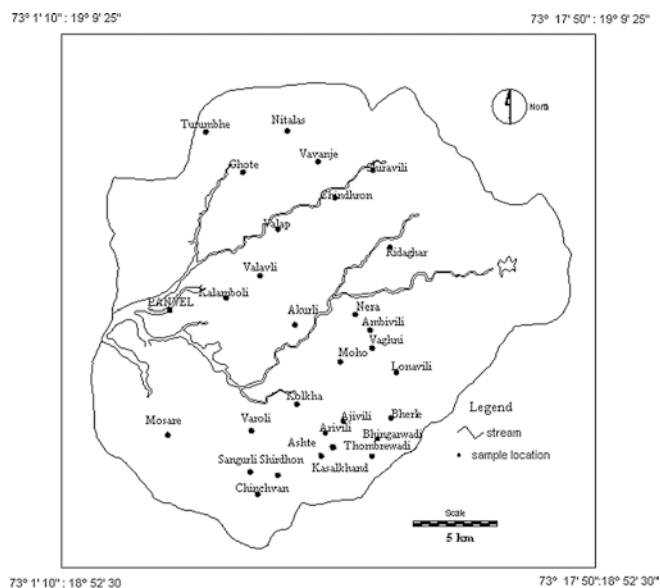 73º 1' 10" : 19º 9' 25"
73º 17' 50" : 19º 9' 25"
North
Turumbhe
Nitalas
Vavanje
Ghote
Shiravili
Chindhron
Valap
Ridaghar
Valavli
Kalamboli
PANVEL
Akurli
Nera
Ambivili
Vagluni
Moho
Lonavili
Kolkha
Legend
stream
sample location
Mosare
Varoli
Ajivili
Bherle
Arivili
Bhingarwadi
Ashte
Thombrewadi
Sangurli
Shirdhon
Kasalkhand
Chinchvan
Scale
5 km
73º 1' 10" : 18º 52' 30
73º 17' 50":18º 52' 30"